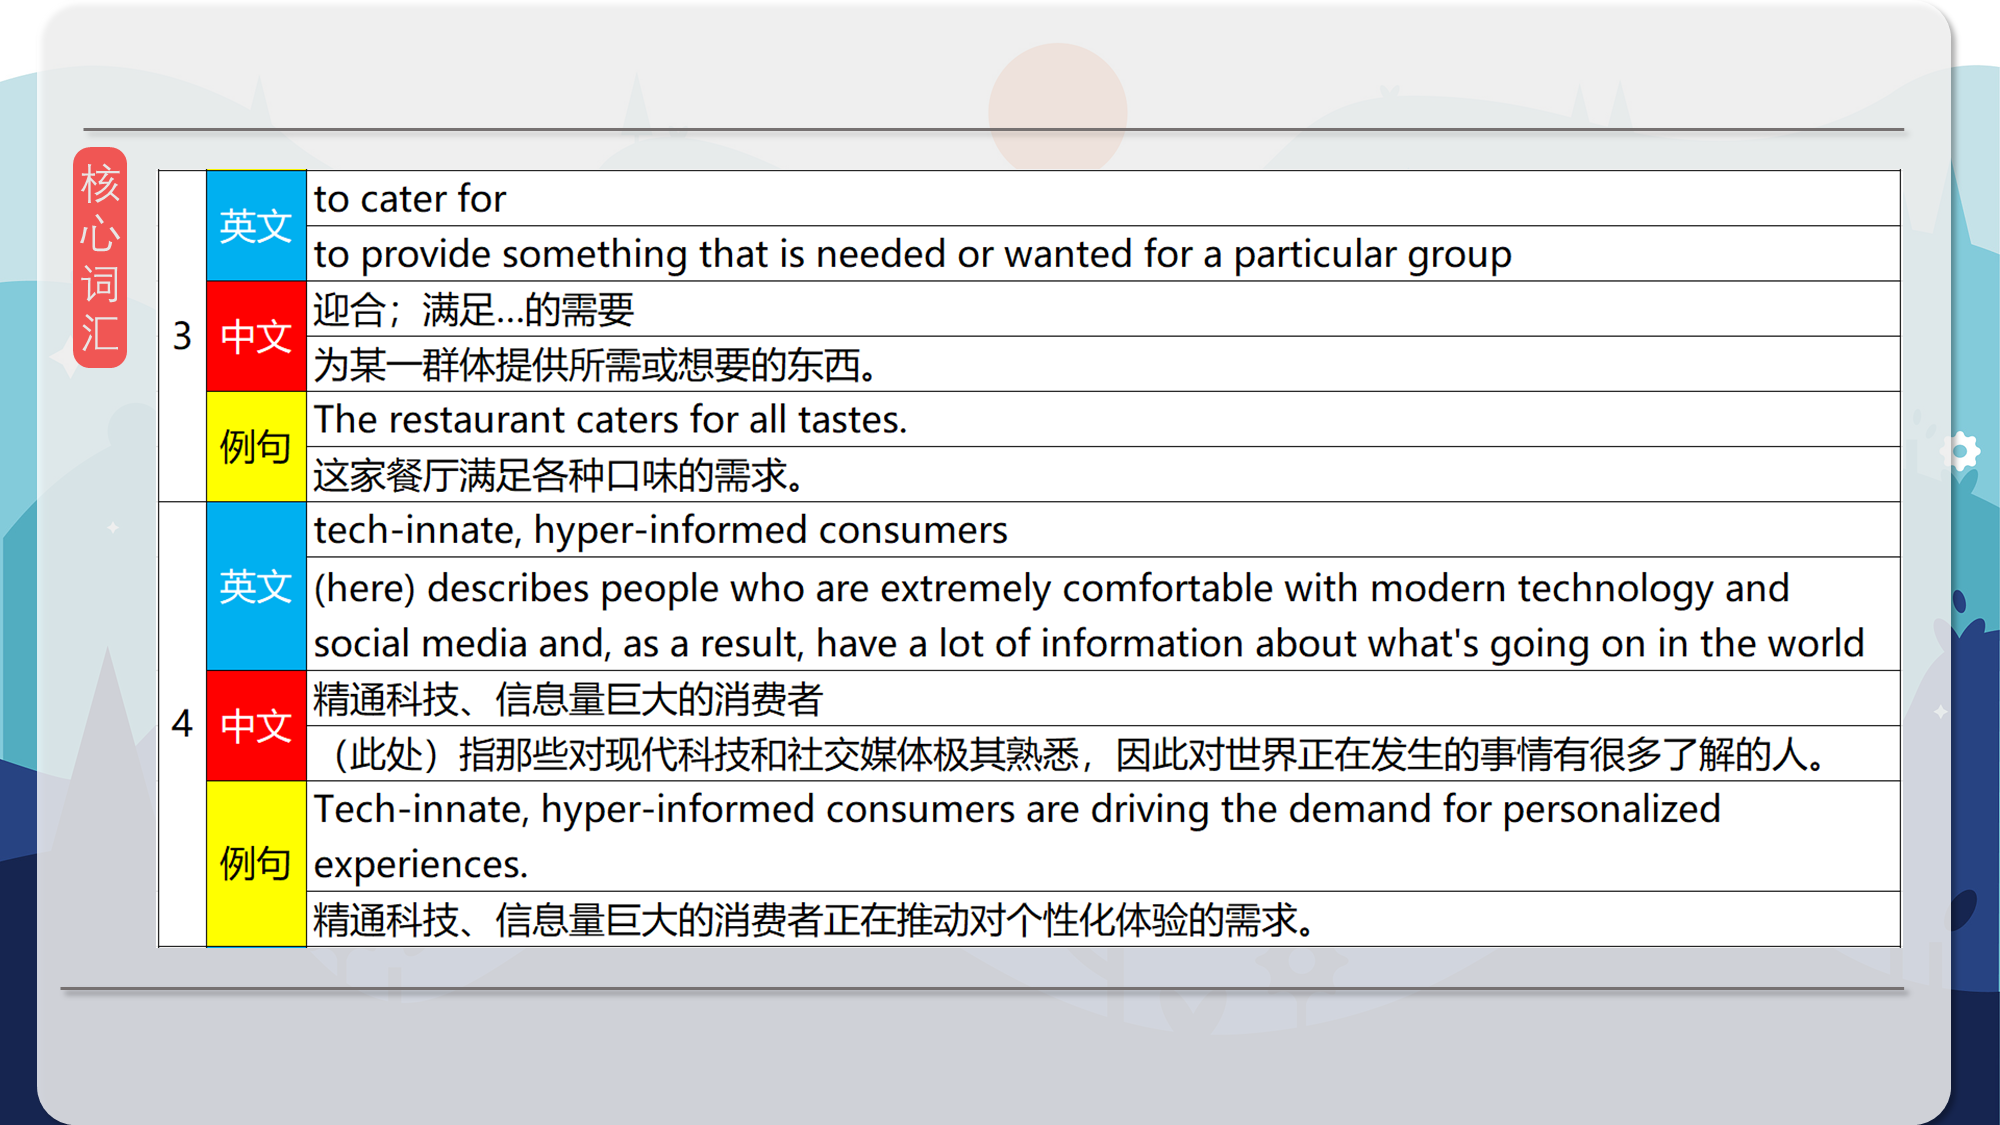 核心词汇
3
英文
to cater for
to provide something that is needed or wanted for a particular group
中文
迎合；满足...的需要
为某一群体提供所需或想要的东西。
例句
The restaurant caters for all tastes.
这家餐厅满足各种口味的需求。
4
英文
tech-innate, hyper-informed consumers
(here) describes people who are extremely comfortable with modern technology and
social media and, as a result, have a lot of information about what's going on in the world
中文
精通科技、信息量巨大的消费者
（此处）指那些对现代科技和社交媒体极其熟悉，因此对世界正在发生的事情有很多了解的人。
例句
Tech-innate, hyper-informed consumers are driving the demand for personalized
experiences.
精通科技、信息量巨大的消费者正在推动对个性化体验的需求。